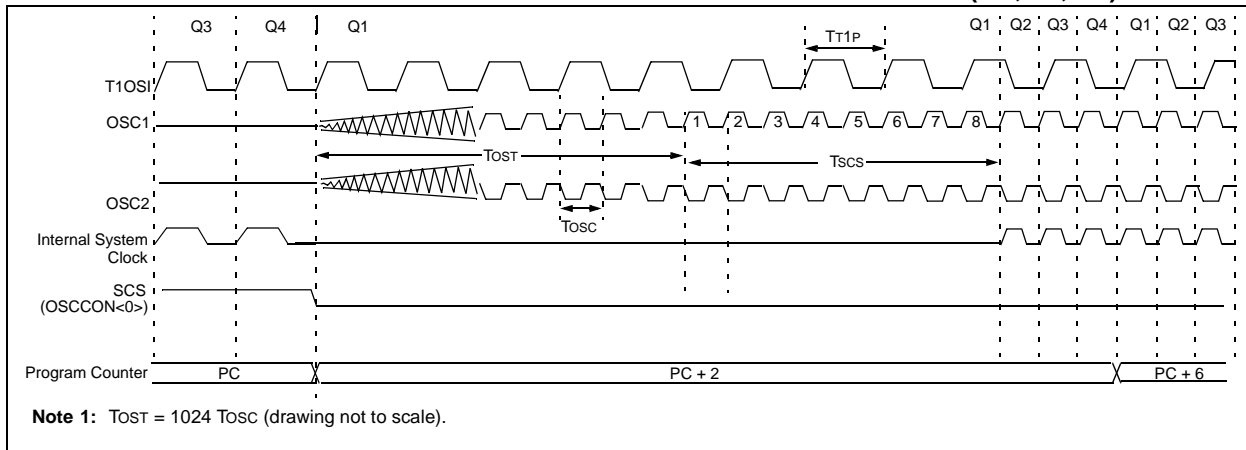 Q3 Q4 Q1 Q1 Q2 Q3 Q4 Q1 Q2 Q3
TT1P
T1OSI
OSC1
1 2 3 4 5 6 7 8
TOST
TSCS
OSC2
TOSC
Internal System
Clock
SCS
(OSCCON<0>)
Program Counter PC PC + 2 PC + 6
Note 1: TOST = 1024 TOSC (drawing not to scale).